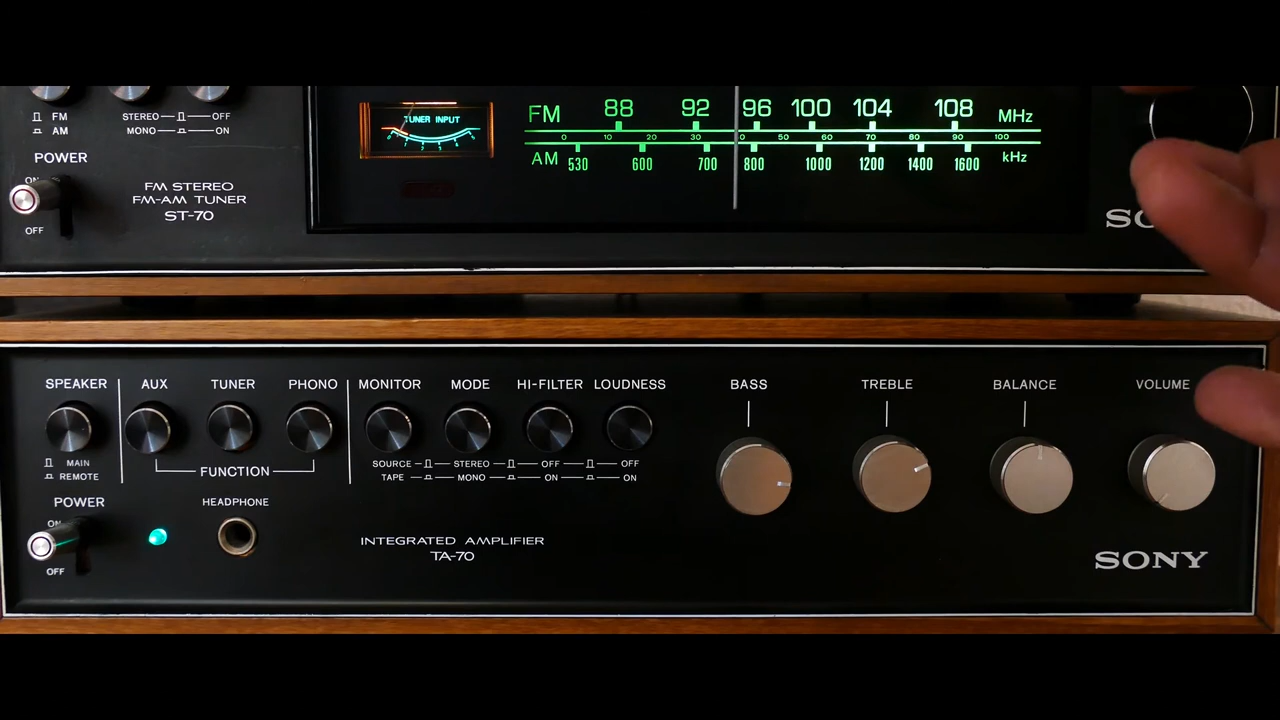 FM
AM
STEREO OFF
MONO ON
POWER
ON
OFF
FM STEREO
FM-AM TUNER
ST-70
TUNER INPUT
FM 88 92 96 100 104 108 MHz
0 10 20 30 50 60 70 80 90 100
AM 530 600 700 800 1000 1200 1400 1600 kHz
SPEAKER AUX TUNER PHONO MONITOR MODE HI-FILTER LOUDNESS BASS TREBLE BALANCE VOLUME
MAIN
REMOTE
FUNCTION
SOURCE STEREO OFF OFF
TAPE MONO ON ON
POWER
ON
OFF
HEADPHONE
INTEGRATED AMPLIFIER
TA-70
SONY